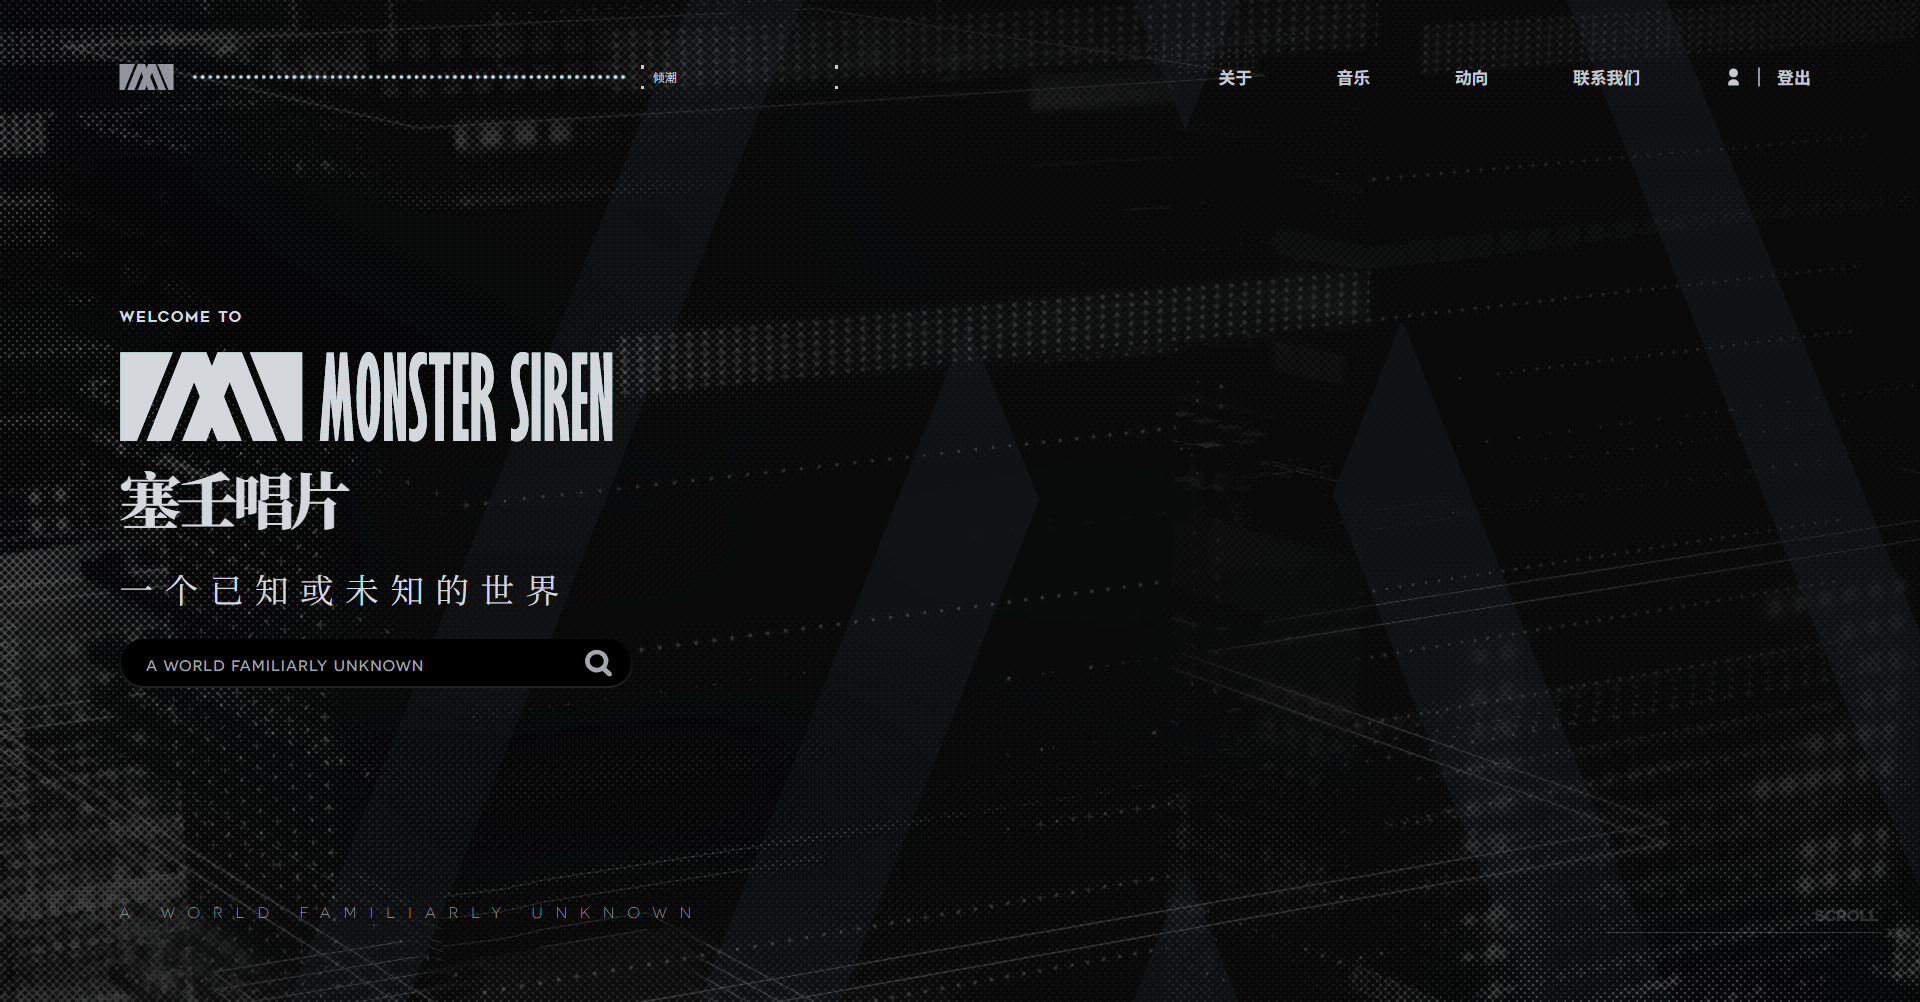 倾潮
关于
音乐
动向
联系我们
登出
WELCOME TO
MONSTER SIREN
塞壬唱片
一个已知或未知的世界
A WORLD FAMILIARLY UNKNOWN
A WORLD FAMILIARLY UNKNOWN
SCROLL